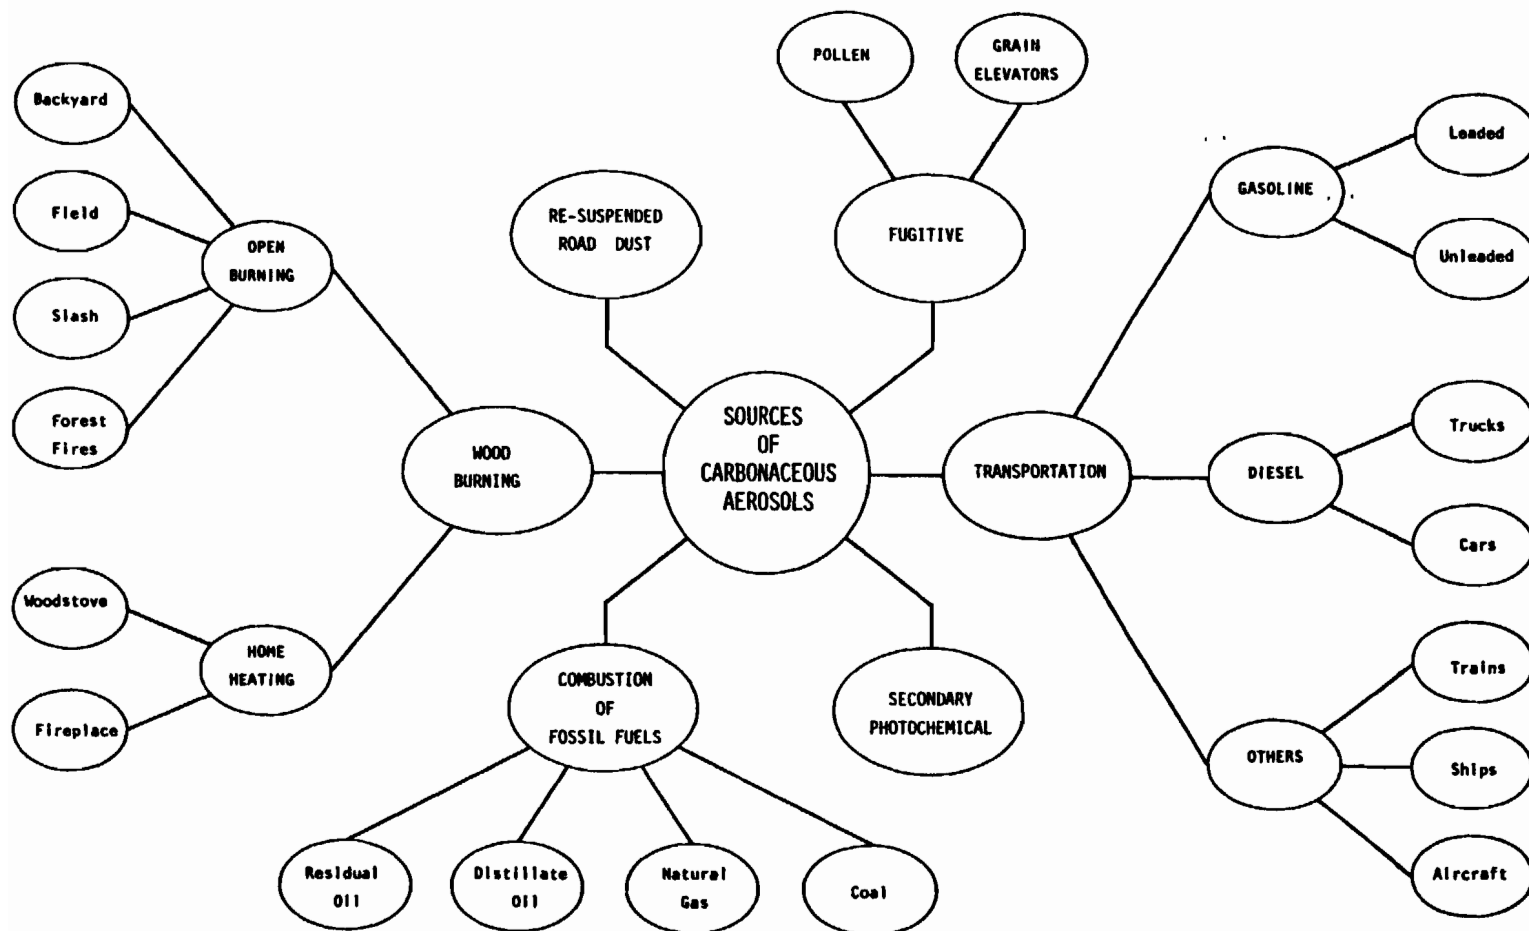 POLLEN
GRAIN
ELEVATORS
Backyard
Field
Slash
Forest
Fires
OPEN
BURNING
RE-SUSPENDED
ROAD DUST
FUGITIVE
GASOLINE
Leaded
Unleaded
WOOD
BURNING
SOURCES
OF
CARBONACEOUS
AEROSOLS
TRANSPORTATION
DIESEL
Trucks
Cars
Woodstove
Fireplace
HOME
HEATING
COMBUSTION
OF
FOSSIL FUELS
SECONDARY
PHOTOCHEMICAL
OTHERS
Trains
Ships
Aircraft
Residual
Oil
Distillate
Oil
Natural
Gas
Coal